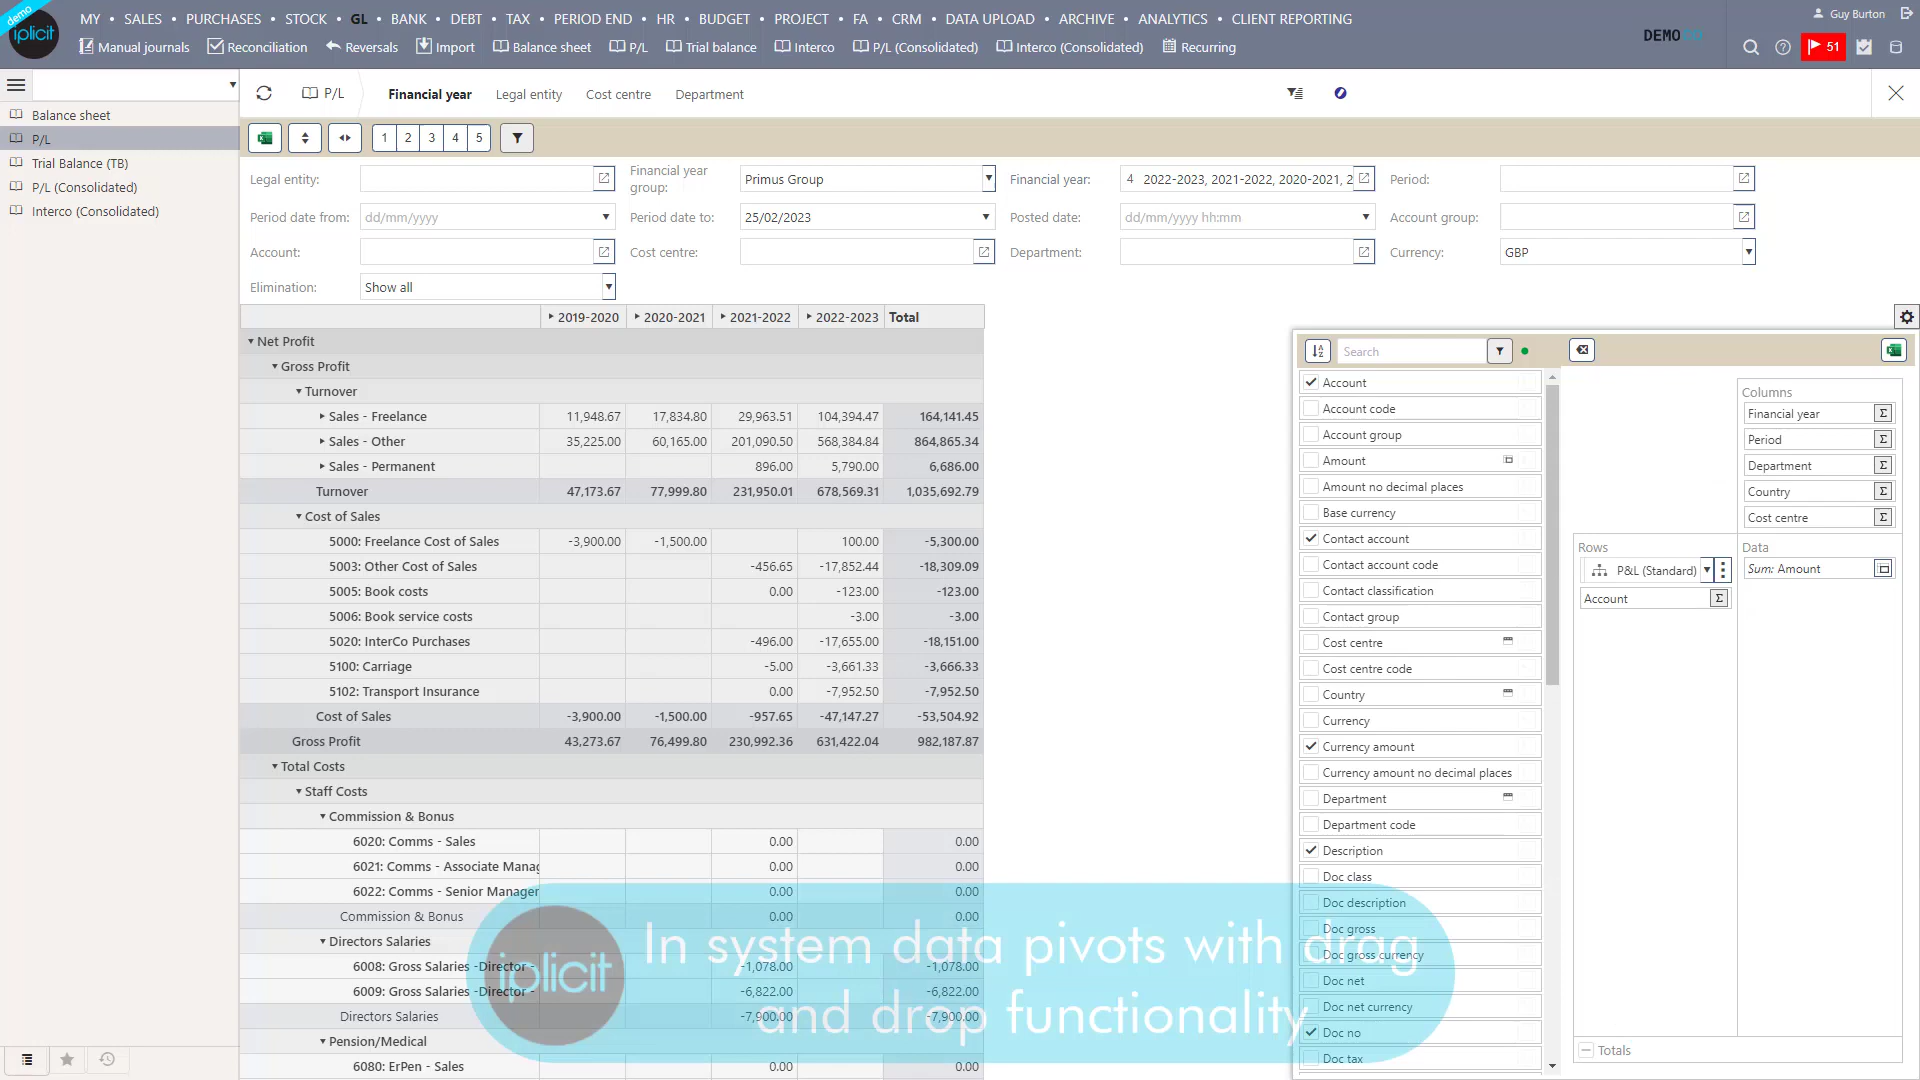 demo
iplicit
MY • SALES • PURCHASES • STOCK • GL • BANK • DEBT • TAX • PERIOD END • HR • BUDGET • PROJECT • FA • CRM • DATA UPLOAD • ARCHIVE • ANALYTICS • CLIENT REPORTING
Guy Burton
Manual journals Reconciliation Reversals Import Balance sheet P/L Trial balance Interco P/L (Consolidated) Interco (Consolidated) Recurring
DEMO
51
P/L Financial year Legal entity Cost centre Department
Balance sheet
P/L
Trial Balance (TB)
P/L (Consolidated)
Interco (Consolidated)
1 2 3 4 5
Legal entity: Financial year group: Primus Group Financial year: 4 2022-2023, 2021-2022, 2020-2021, 2 Period:
Period date from: dd/mm/yyyy Period date to: 25/02/2023 Posted date: dd/mm/yyyy hh:mm Account group:
Account: Cost centre: Department: Currency: GBP
Elimination: Show all
2019-2020 2020-2021 2021-2022 2022-2023 Total
Net Profit
Gross Profit
Turnover
Sales - Freelance 11,948.67 17,834.80 29,963.51 104,394.47 164,141.45
Sales - Other 35,225.00 60,165.00 201,090.50 568,384.84 864,865.34
Sales - Permanent 896.00 5,790.00 6,686.00
Turnover 47,173.67 77,999.80 231,950.01 678,569.31 1,035,692.79
Cost of Sales
5000: Freelance Cost of Sales -3,900.00 -1,500.00 100.00 -5,300.00
5003: Other Cost of Sales -456.65 -17,852.44 -18,309.09
5005: Book costs 0.00 -123.00 -123.00
5006: Book service costs -3.00 -3.00
5020: InterCo Purchases -496.00 -17,655.00 -18,151.00
5100: Carriage -5.00 -3,661.33 -3,666.33
5102: Transport Insurance 0.00 -7,952.50 -7,952.50
Cost of Sales -3,900.00 -1,500.00 -957.65 -47,147.27 -53,504.92
Gross Profit 43,273.67 76,499.80 230,992.36 631,422.04 982,187.87
Total Costs
Staff Costs
Commission & Bonus
6020: Comms - Sales 0.00 0.00
6021: Comms - Associate Manag 0.00 0.00
6022: Comms - Senior Manager 0.00 0.00
Commission & Bonus 0.00 0.00
Directors Salaries
6008: Gross Salaries -Director - -1,078.00 -1,078.00
6009: Gross Salaries -Director - -6,822.00 -6,822.00
Directors Salaries -7,900.00 -7,900.00
Pension/Medical
6080: ErPen - Sales 0.00 0.00
Search
Account
Account code
Account group
Amount
Amount no decimal places
Base currency
Contact account
Contact account code
Contact classification
Contact group
Cost centre
Cost centre code
Country
Currency
Currency amount
Currency amount no decimal places
Department
Department code
Description
Doc class
Doc description
Doc gross
Doc gross currency
Doc net
Doc net currency
Doc no
Doc tax
Columns
Financial year Σ
Period Σ
Department Σ
Country Σ
Cost centre Σ
Rows
P&L (Standard)
Account Σ
Data
Sum: Amount
Totals
iplicit
In system data pivots with drag
and drop functionality